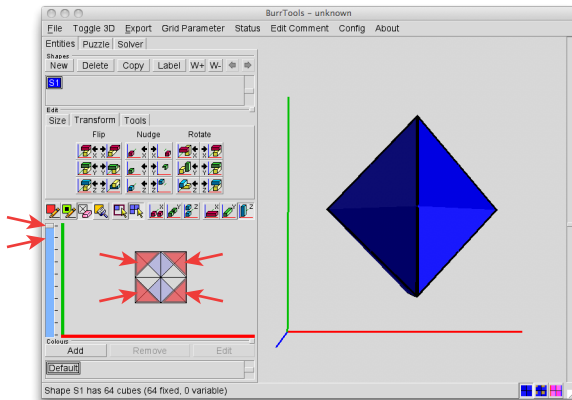 BurrTools - unknown
File Toggle 3D Export Grid Parameter Status Edit Comment Config About
Entities Puzzle Solver
Shapes
New Delete Copy Label W+ W-
S1
Edit
Size Transform Tools
Flip Nudge Rotate
X X X
Y Y Y
Z Z Z
X Y Z X Y Z
Colours
Add Remove Edit
Default
Shape S1 has 64 cubes (64 fixed, 0 variable)